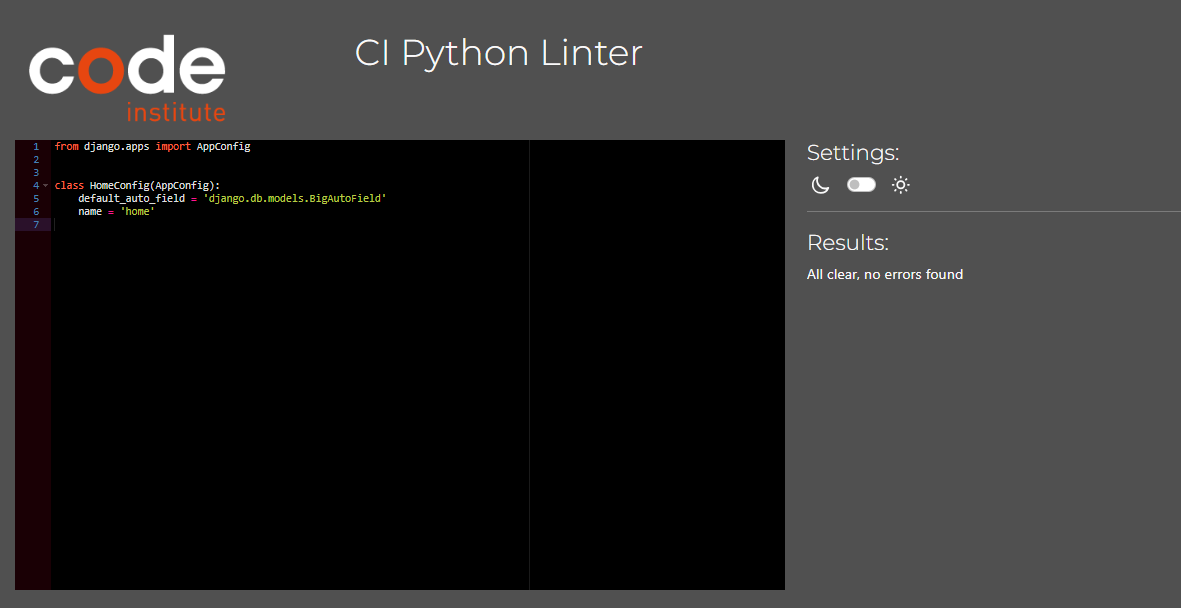 code
institute
CI Python Linter
1 from django.apps import AppConfig
2
3
4 class HomeConfig(AppConfig):
5     default_auto_field = 'django.db.models.BigAutoField'
6     name = 'home'
7
Settings:
Results:
All clear, no errors found